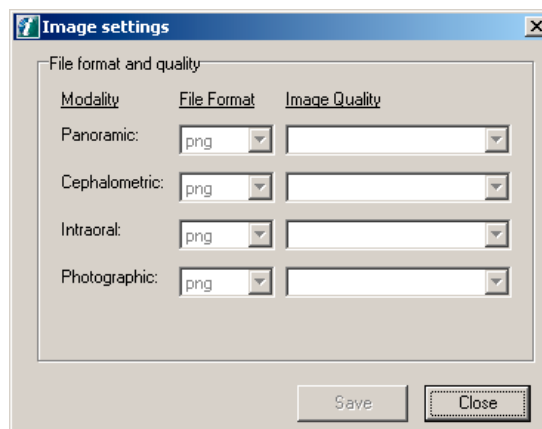 Image settings
File format and quality
Modality File Format Image Quality
Panoramic: png
Cephalometric: png
Intraoral: png
Photographic: png
Save Close